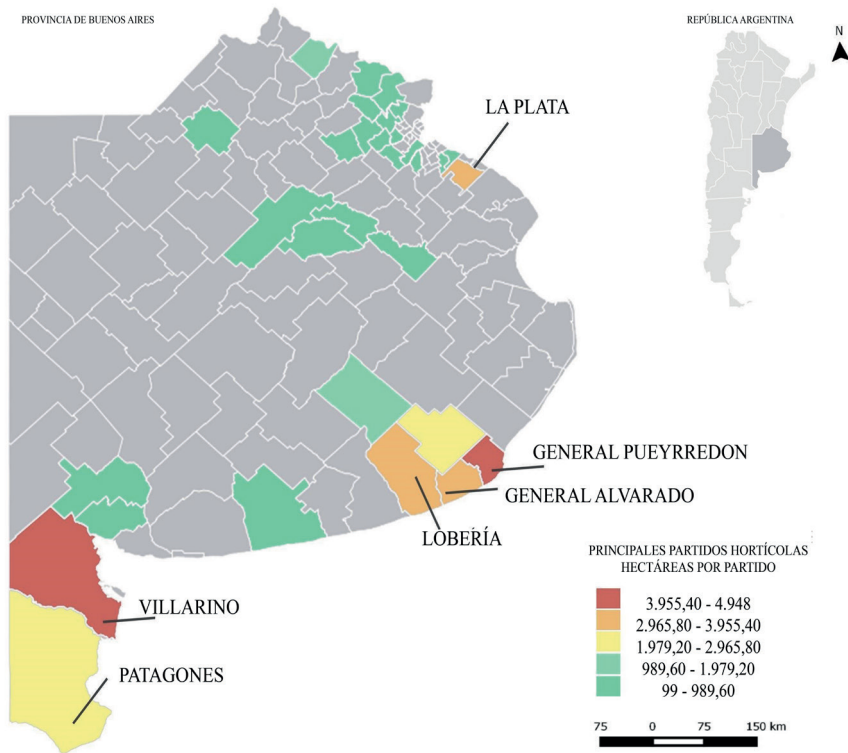 PROVINCIA DE BUENOS AIRES
REPÚBLICA ARGENTINA
N
LA PLATA
GENERAL PUEYRREDON
GENERAL ALVARADO
LOBERÍA
VILLARINO
PATAGONES
PRINCIPALES PARTIDOS HORTÍCOLAS
HECTÁREAS POR PARTIDO
3.955,40 - 4.948
2.965,80 - 3.955,40
1.979,20 - 2.965,80
989,60 - 1.979,20
99 - 989,60
75 0 75 150 km